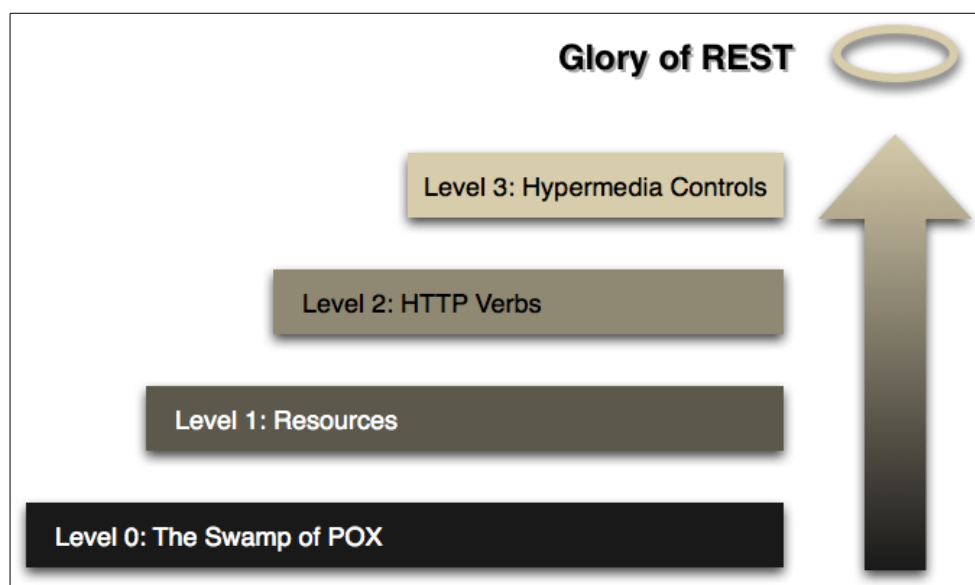 Glory of REST
Level 3: Hypermedia Controls
Level 2: HTTP Verbs
Level 1: Resources
Level 0: The Swamp of POX